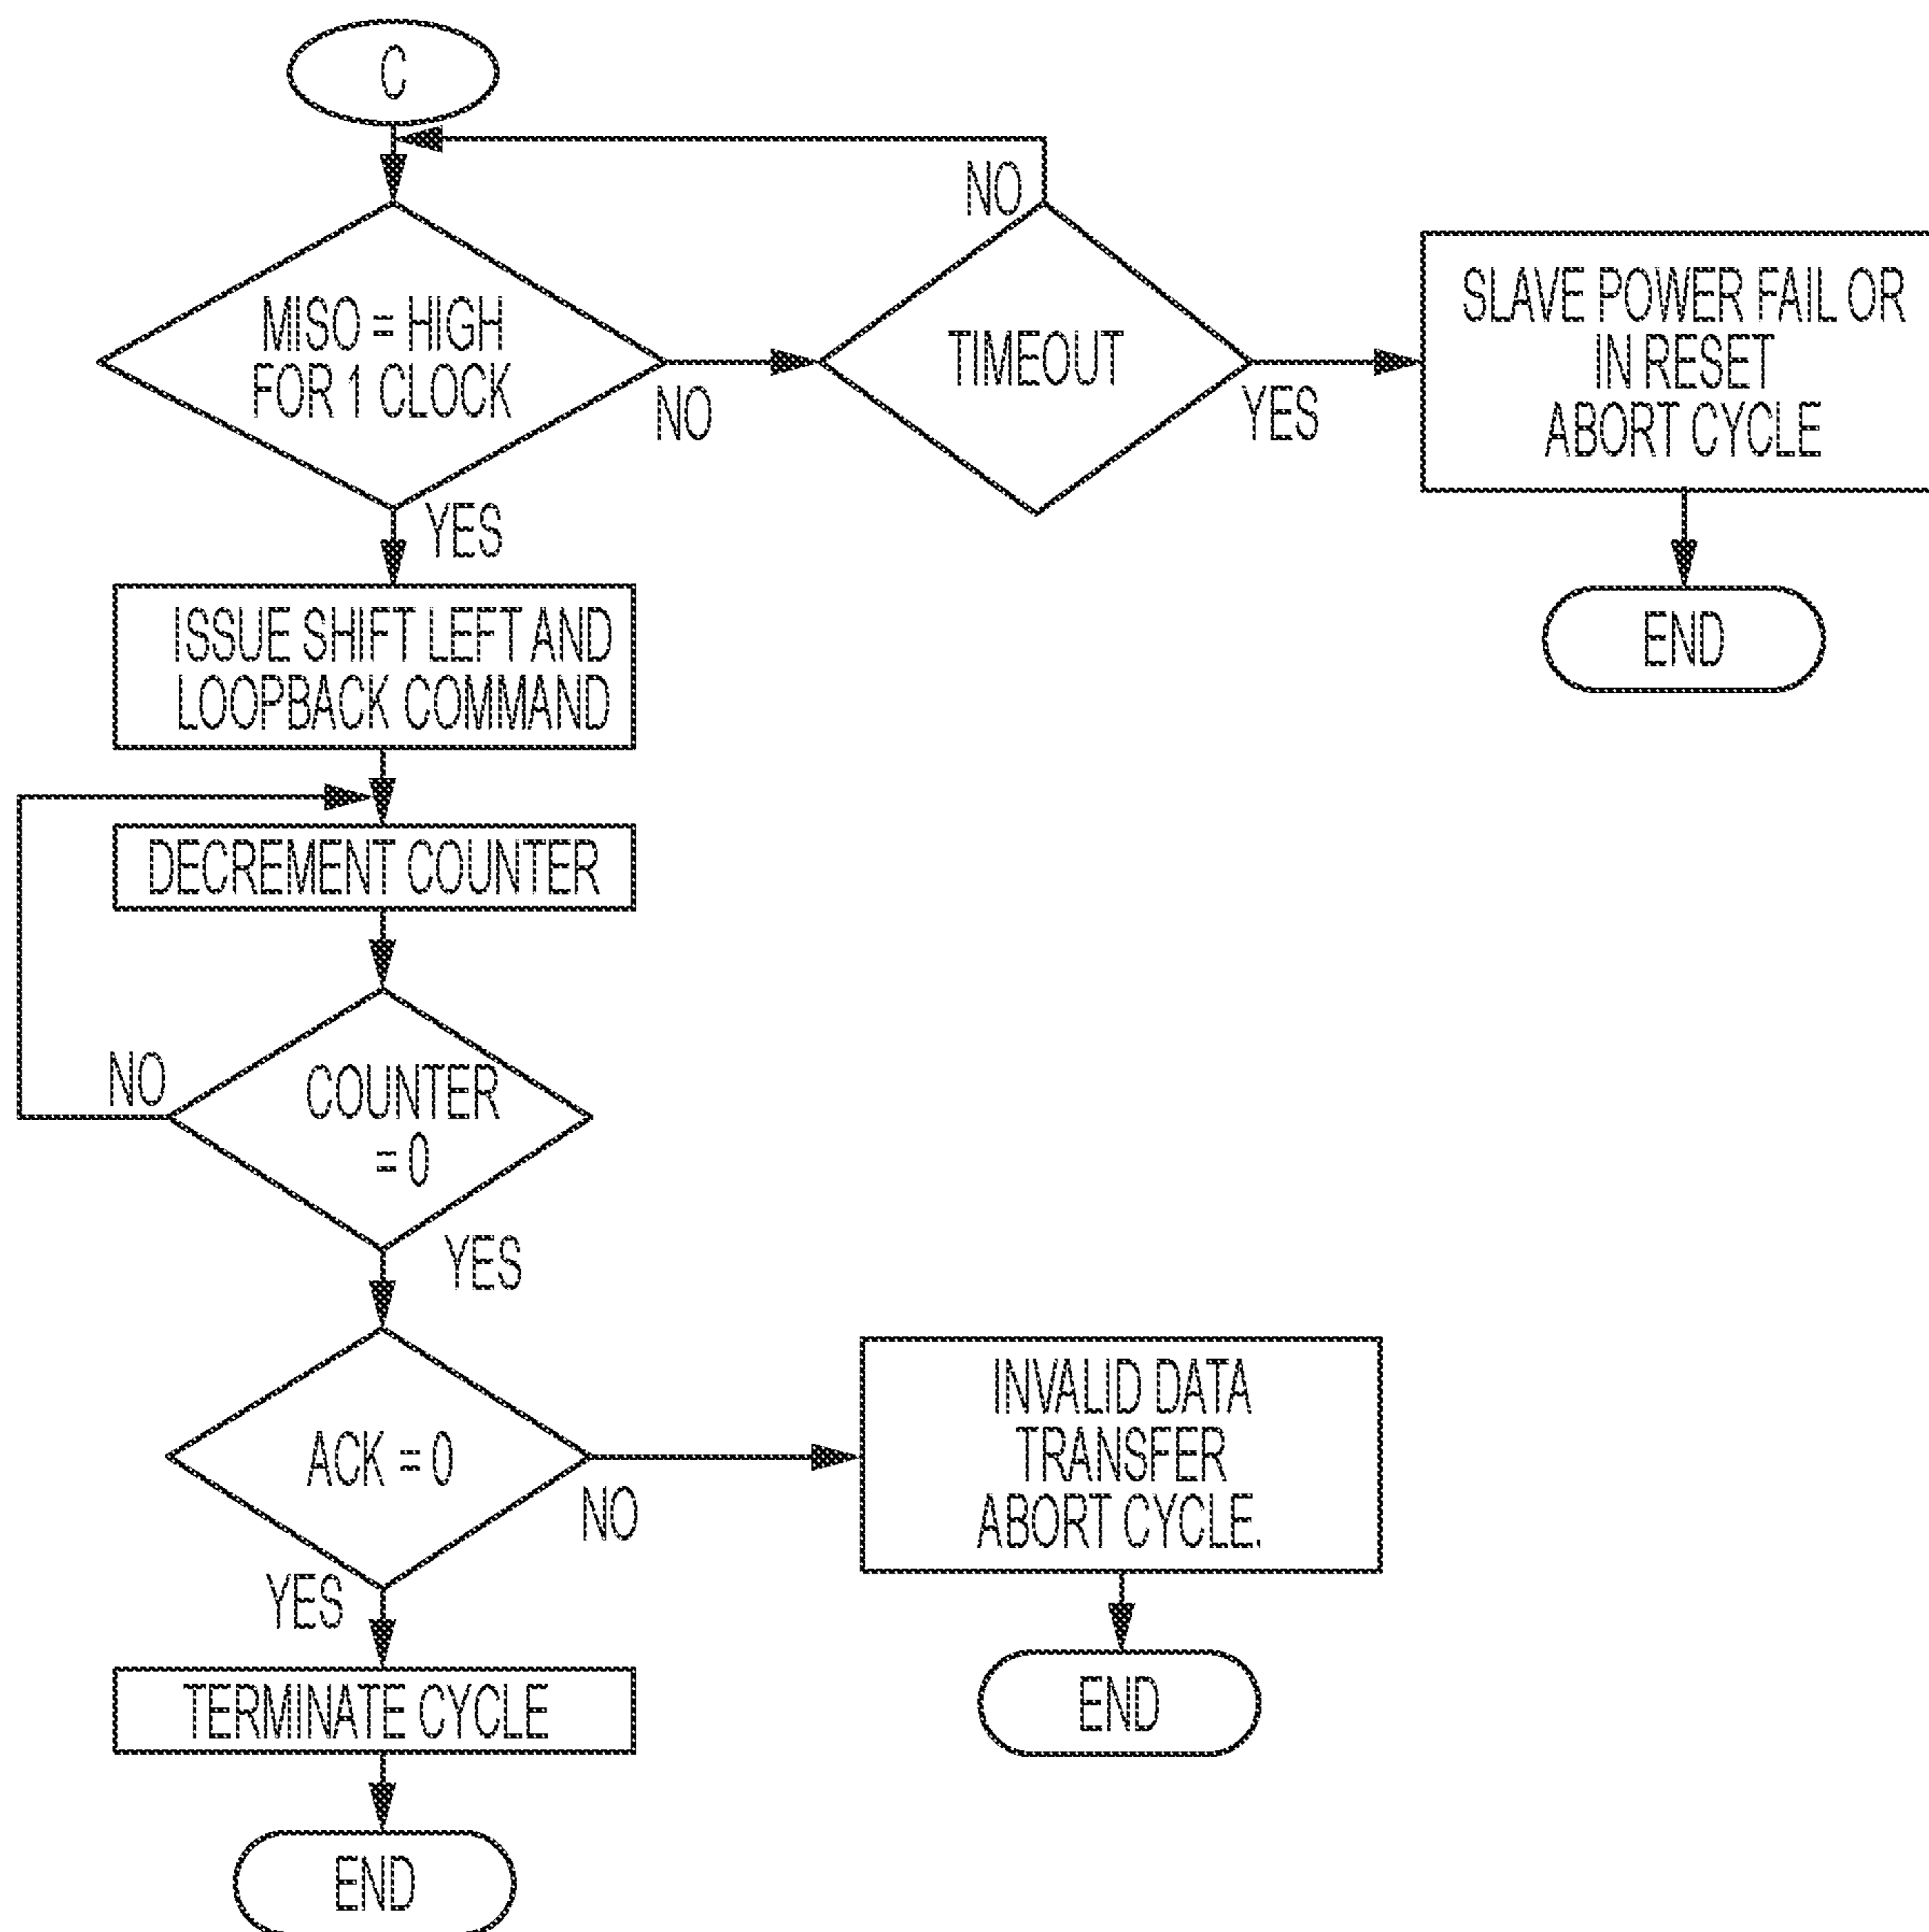 C
NO
MISO = HIGH
FOR 1 CLOCK
NO
TIMEOUT
YES
SLAVE POWER FAIL OR
IN RESET
ABORT CYCLE
END
YES
ISSUE SHIFT LEFT AND
LOOPBACK COMMAND
DECREMENT COUNTER
NO
COUNTER
= 0
YES
ACK = 0
NO
INVALID DATA
TRANSFER
ABORT CYCLE.
END
YES
TERMINATE CYCLE
END